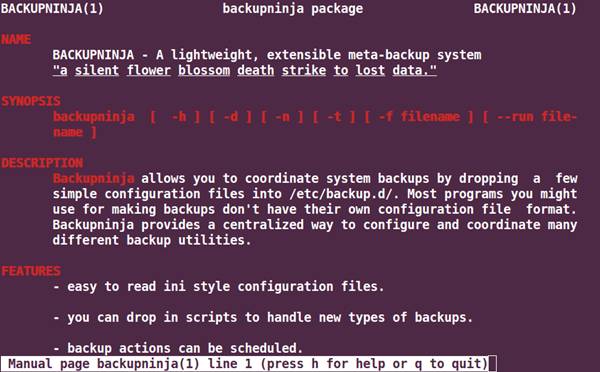 BACKUPNINJA(1) backupninja package BACKUPNINJA(1)
NAME
BACKUPNINJA - A lightweight, extensible meta-backup system
"a silent flower blossom death strike to lost data."
SYNOPSIS
backupninja [ -h ] [ -d ] [ -n ] [ -t ] [ -f filename ] [ --run file-
name ]
DESCRIPTION
Backupninja allows you to coordinate system backups by dropping a few
simple configuration files into /etc/backup.d/. Most programs you might
use for making backups don't have their own configuration file format.
Backupninja provides a centralized way to configure and coordinate many
different backup utilities.
FEATURES
- easy to read ini style configuration files.
- you can drop in scripts to handle new types of backups.
- backup actions can be scheduled.
Manual page backupninja(1) line 1 (press h for help or q to quit)